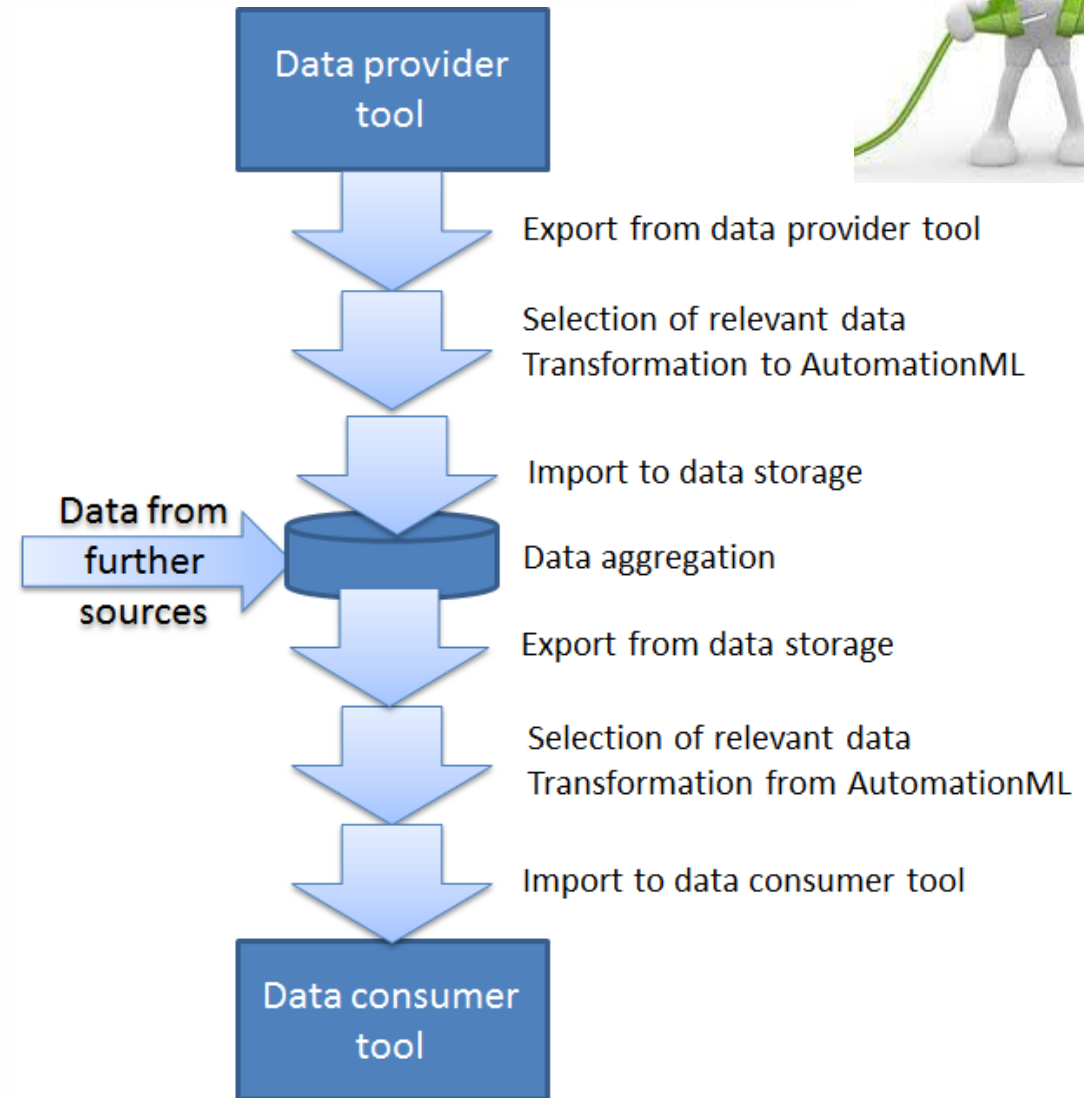 Data provider
tool
Export from data provider tool
Selection of relevant data
Transformation to AutomationML
Import to data storage
Data from
further
sources
Data aggregation
Export from data storage
Selection of relevant data
Transformation from AutomationML
Import to data consumer tool
Data consumer
tool